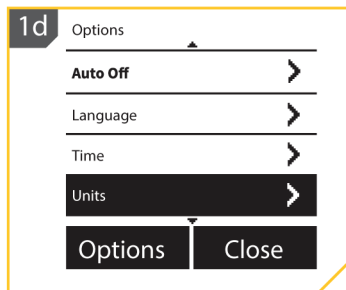 1d
Options
Auto Off
Language
Time
Units
Options Close